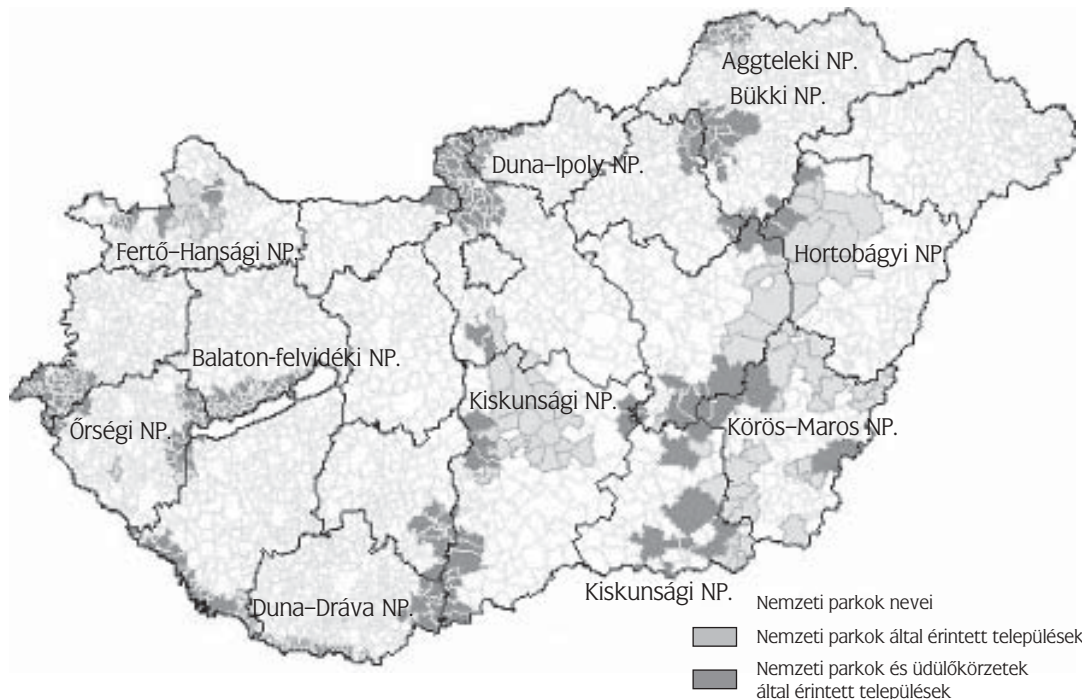 Aggteleki NP.
Bükki NP.
Duna–Ipoly NP.
Fertő–Hansági NP.
Hortobágyi NP.
Balaton-felvidéki NP.
Kiskunsági NP.
Őrségi NP.
Körös–Maros NP.
Duna–Dráva NP.
Kiskunsági NP.
Nemzeti parkok nevei
Nemzeti parkok által érintett települések
Nemzeti parkok és üdülőkörzetek
által érintett települések